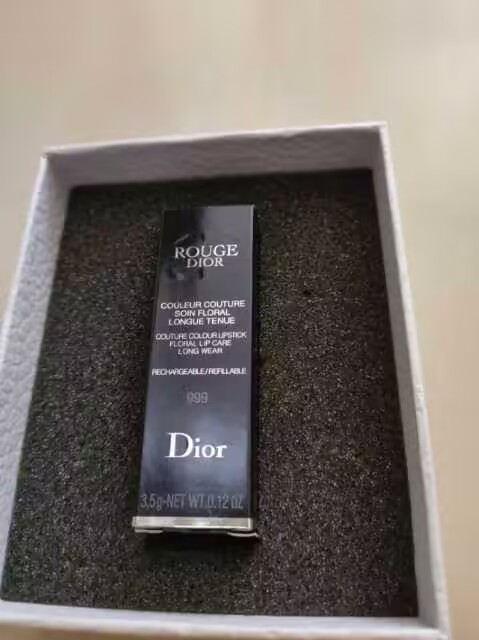 ROUGE
DIOR
COULEUR COUTURE
SOIN FLORAL
LONGUE TENUE
COUTURE COLOUR LIPSTICK
FLORAL LIP CARE
LONG WEAR
RECHARGEABLE/REFILLABLE
999
Dior
3,5g-NET WT.0.12 OZ